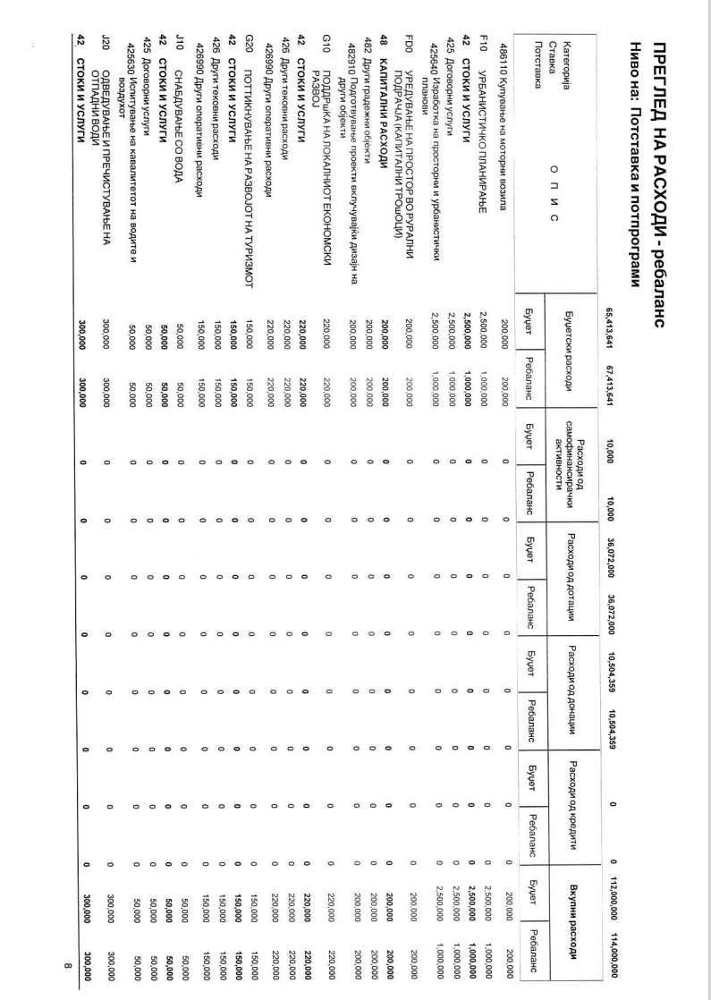 ПРЕГЛЕД НА РАСХОДИ - ребаланс
Ниво на: Потставка и потпрограми
65,413,641 67,413,641 10,000 10,000 36,072,000 36,072,000 10,504,359 10,504,359 0 0 112,000,000 114,000,000
Категорија
Ставка
Потставка
О П И С
Буџетски расходи
Расходи од
самофинансирачки
активности
Расходи од дотации
Расходи од донации
Расходи од кредити
Вкупни расходи
Буџет Ребаланс Буџет Ребаланс Буџет Ребаланс Буџет Ребаланс Буџет Ребаланс Буџет Ребаланс
486110 Купување на моторни возила 200,000 200,000 0 0 0 0 0 0 0 0 200,000 200,000
F10 УРБАНИСТИЧКО ПЛАНИРАЊЕ 2,500,000 1,000,000 0 0 0 0 0 0 0 0 2,500,000 1,000,000
42 СТОКИ И УСЛУГИ 2,500,000 1,000,000 0 0 0 0 0 0 0 0 2,500,000 1,000,000
425 Договорни услуги 2,500,000 1,000,000 0 0 0 0 0 0 0 0 2,500,000 1,000,000
425640 Изработка на просторни и урбанистички 2,500,000 1,000,000 0 0 0 0 0 0 0 0 2,500,000 1,000,000
планови
FD0 УРЕДУВАЊЕ НА ПРОСТОР ВО РУРАЛНИ 200,000 200,000 0 0 0 0 0 0 0 0 200,000 200,000
ПОДРАЧЈА (КАПИТАЛНИ ТРОшОЦИ)
48 КАПИТАЛНИ РАСХОДИ 200,000 200,000 0 0 0 0 0 0 0 0 200,000 200,000
482 Други градежни објекти 200,000 200,000 0 0 0 0 0 0 0 0 200,000 200,000
482910 Подготвување проекти вклучувајќи дизајн на 200,000 200,000 0 0 0 0 0 0 0 0 200,000 200,000
други објекти
G10 ПОДДРшКА НА ЛОКАЛНИОТ ЕКОНОМСКИ 220,000 220,000 0 0 0 0 0 0 0 0 220,000 220,000
РАЗВОЈ
42 СТОКИ И УСЛУГИ 220,000 220,000 0 0 0 0 0 0 0 0 220,000 220,000
426 Други тековни расходи 220,000 220,000 0 0 0 0 0 0 0 0 220,000 220,000
426990 Други оперативни расходи 220,000 220,000 0 0 0 0 0 0 0 0 220,000 220,000
G20 ПОТТИКНУВАЊЕ НА РАЗВОЈОТ НА ТУРИЗМОТ 150,000 150,000 0 0 0 0 0 0 0 0 150,000 150,000
42 СТОКИ И УСЛУГИ 150,000 150,000 0 0 0 0 0 0 0 0 150,000 150,000
426 Други тековни расходи 150,000 150,000 0 0 0 0 0 0 0 0 150,000 150,000
426990 Други оперативни расходи 150,000 150,000 0 0 0 0 0 0 0 0 150,000 150,000
J10 СНАБДУВАЊЕ СО ВОДА 50,000 50,000 0 0 0 0 0 0 0 0 50,000 50,000
42 СТОКИ И УСЛУГИ 50,000 50,000 0 0 0 0 0 0 0 0 50,000 50,000
425 Договорни услуги 50,000 50,000 0 0 0 0 0 0 0 0 50,000 50,000
425630 Испитување на кавалитетот на водите и 50,000 50,000 0 0 0 0 0 0 0 0 50,000 50,000
воздухот
J20 ОДВЕДУВАЊЕ И ПРЕЧИСТУВАЊЕ НА 300,000 300,000 0 0 0 0 0 0 0 0 300,000 300,000
ОТПАДНИ ВОДИ
42 СТОКИ И УСЛУГИ 300,000 300,000 0 0 0 0 0 0 0 0 300,000 300,000
8